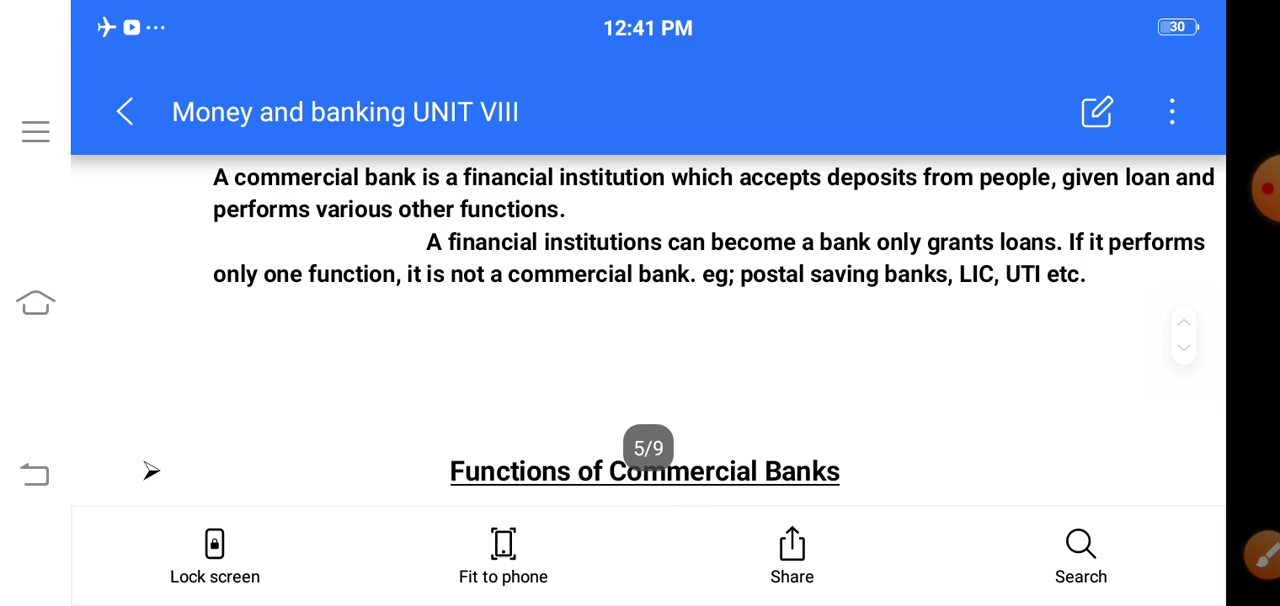 12:41 PM
30
Money and banking UNIT VIII
A commercial bank is a financial institution which accepts deposits from people, given loan and
performs various other functions.
A financial institutions can become a bank only grants loans. If it performs
only one function, it is not a commercial bank. eg; postal saving banks, LIC, UTI etc.
5/9
Functions of Commercial Banks
Lock screen
Fit to phone
Share
Search